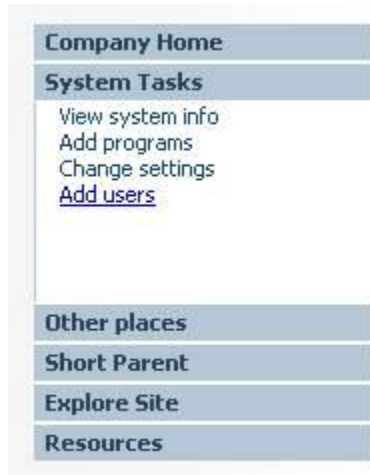 Company Home
System Tasks
View system info
Add programs
Change settings
Add users
Other places
Short Parent
Explore Site
Resources